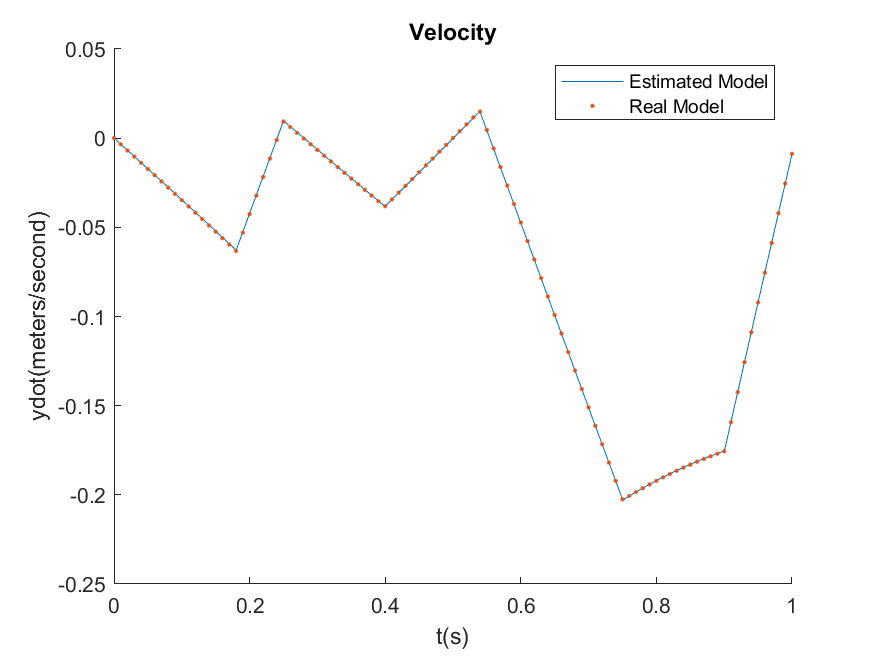 Velocity
Estimated Model
Real Model
0.05
0
-0.05
-0.1
-0.15
-0.2
-0.25
ydot(meters/second)
0
0.2
0.4
0.6
0.8
1
t(s)